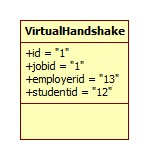 VirtualHandshake
+id = "1"
+jobid = "1"
+employerid = "13"
+studentid = "12"